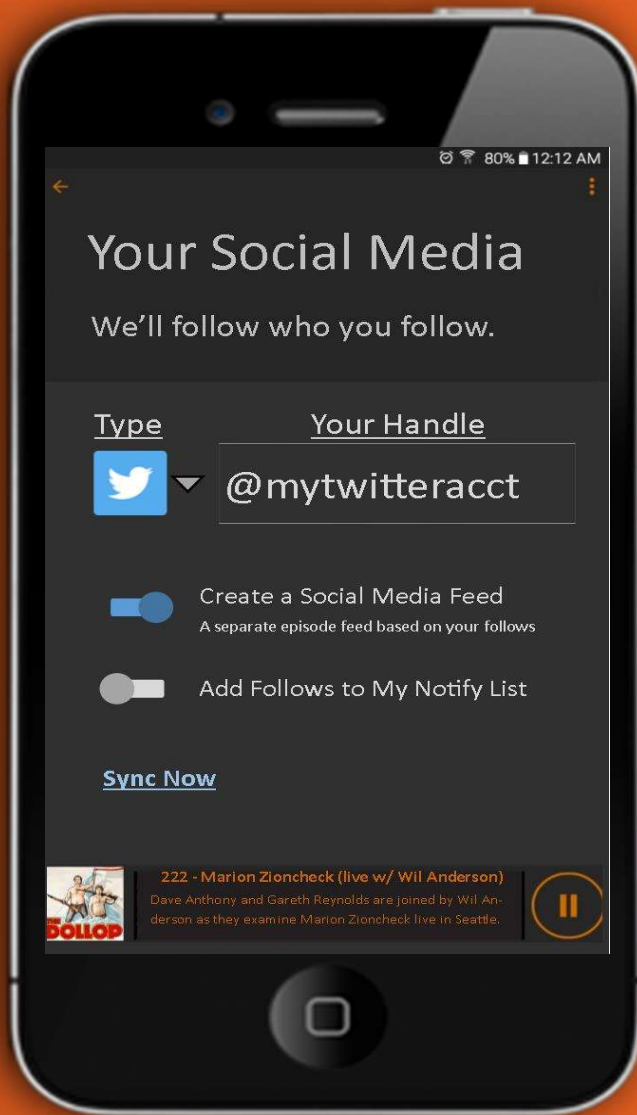 80% 12:12 AM
Your Social Media
We'll follow who you follow.
Type Your Handle
@mytwitteracct
Create a Social Media Feed
A separate episode feed based on your follows
Add Follows to My Notify List
Sync Now
222 - Marion Zioncheck (live w/ Wil Anderson)
Dave Anthony and Gareth Reynolds are joined by Wil An-
derson as they examine Marion Zioncheck live in Seattle.
THE
DOLLOP